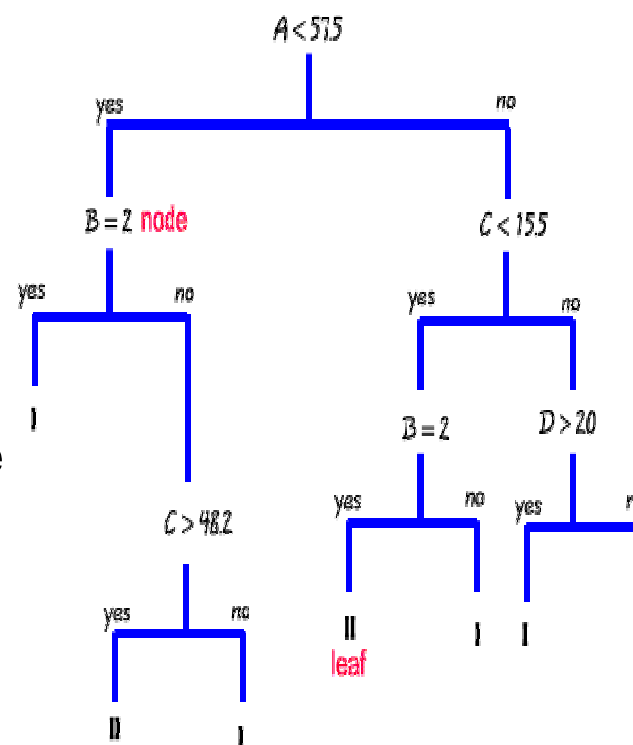 A < 57.5
yes
no
B = 2 node
C < 15.5
yes
no
yes
no
B = 2
D > 20
yes
no
yes
C > 48.2
yes
no
II
leaf
I
I